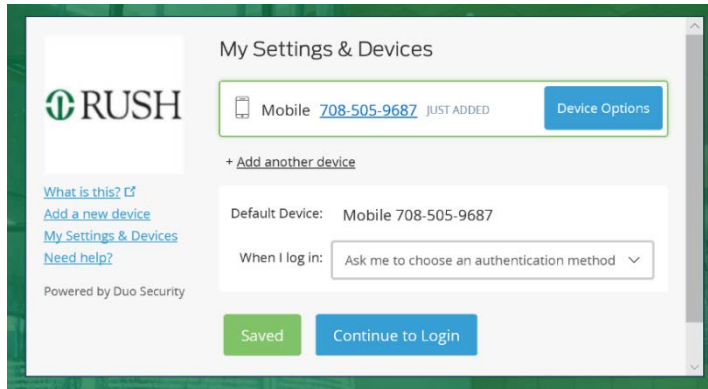 RUSH
What is this?
Add a new device
My Settings & Devices
Need help?
Powered by Duo Security
My Settings & Devices
Mobile 708-505-9687 JUST ADDED Device Options
+ Add another device
Default Device: Mobile 708-505-9687
When I log in: Ask me to choose an authentication method
Saved Continue to Login